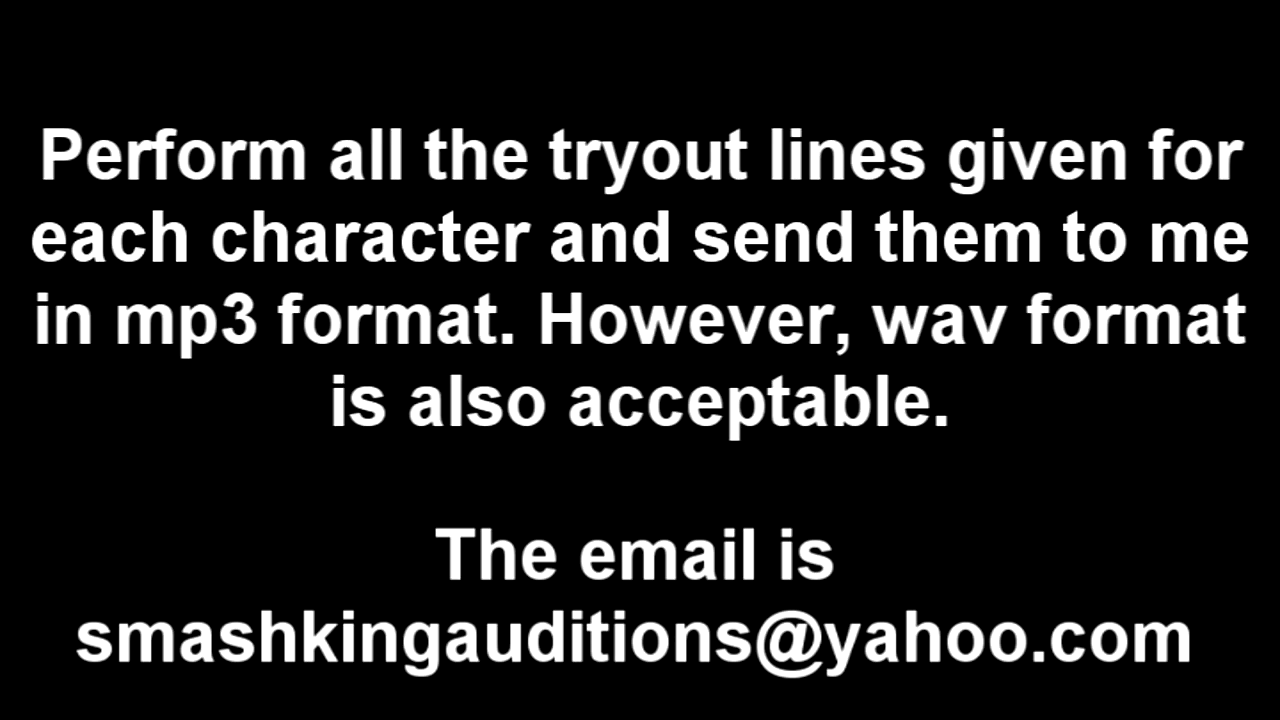 Perform all the tryout lines given for
each character and send them to me
in mp3 format. However, wav format
is also acceptable.
The email is
smashkingauditions@yahoo.com